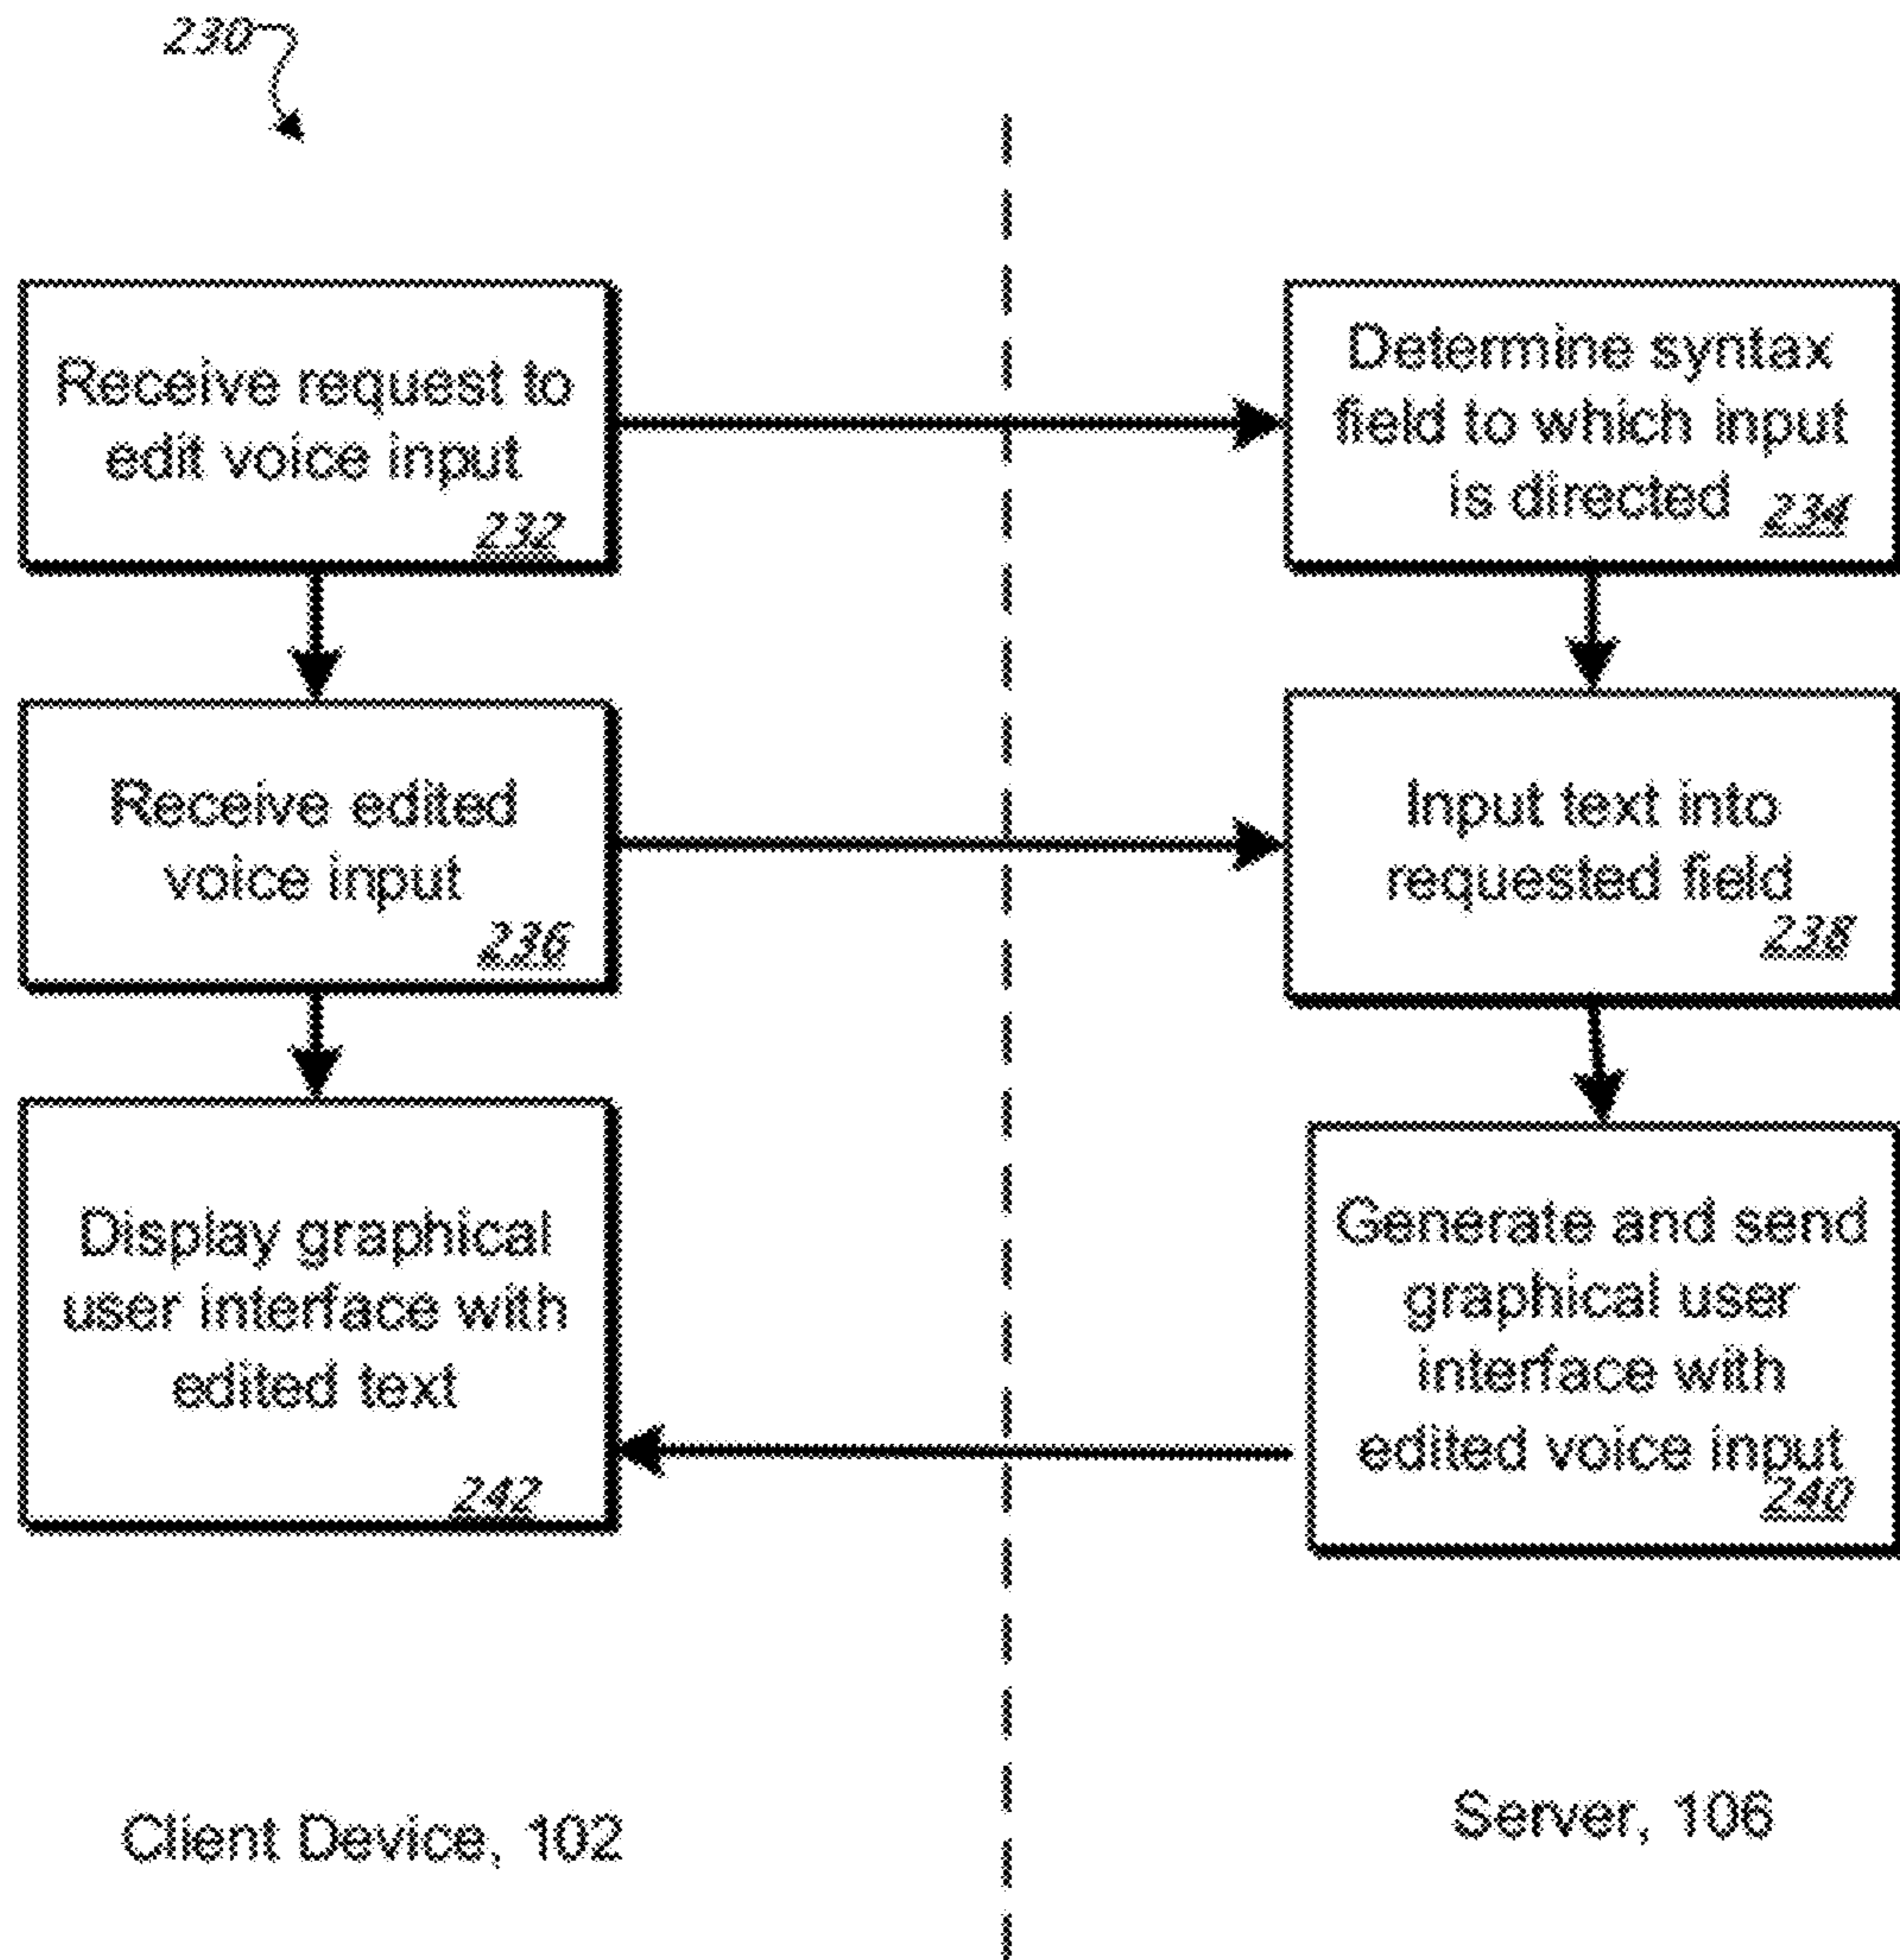 230
Receive request to
edit voice input
232
Determine syntax
field to which input
is directed 234
Receive edited
voice input
236
Input text into
requested field
238
Display graphical
user interface with
edited text
242
Generate and send
graphical user
interface with
edited voice input
240
Client Device, 102
Server, 106